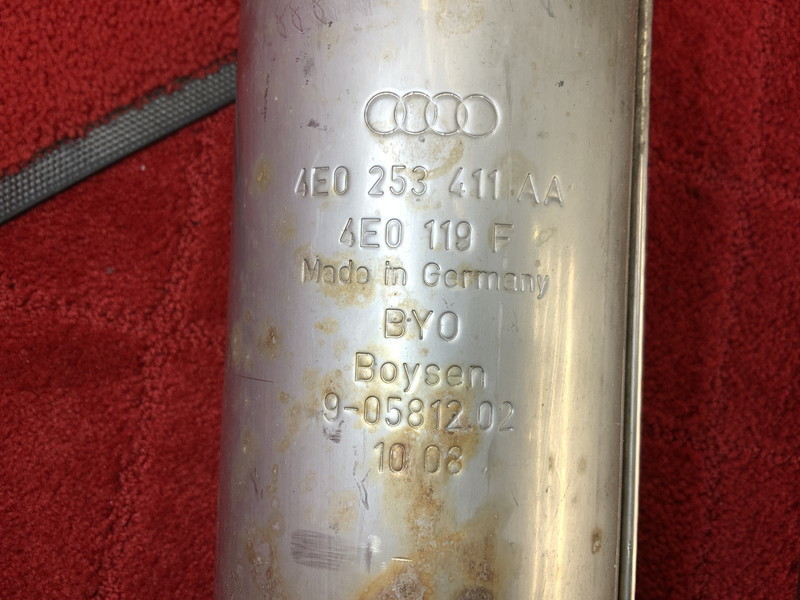 4E0 253 411 AA
4E0 119 F
Made in Germany
BYO
Boysen
9-05812.02
10 08